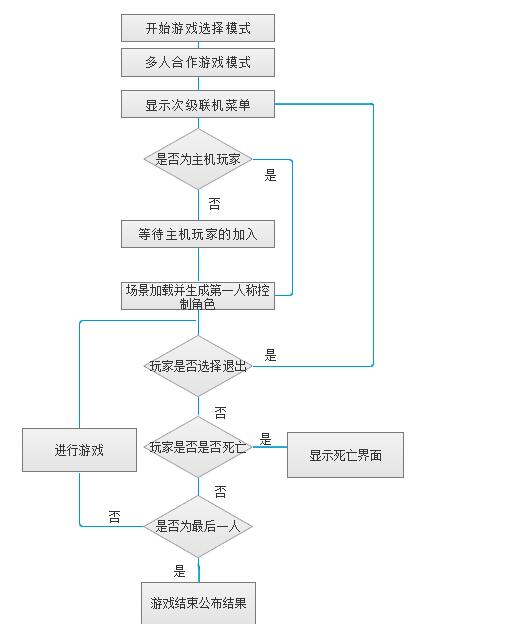 开始游戏选择模式
多人合作游戏模式
显示次级联机菜单
是否为主机玩家
是
否
等待主机玩家的加入
场景加载并生成第一人称控
制角色
玩家是否选择退出
是
否
玩家是否是否死亡
是
显示死亡界面
进行游戏
否
是否为最后一人
否
是
游戏结束公布结果